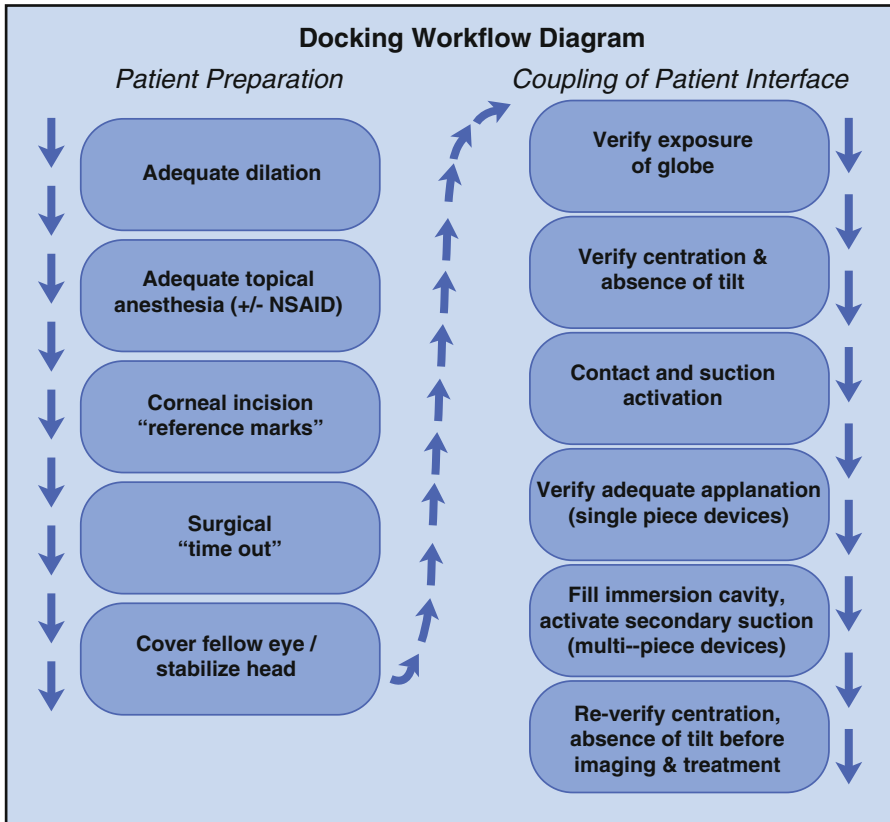 Docking Workflow Diagram
Patient Preparation
Adequate dilation
Adequate topical
anesthesia (+/- NSAID)
Corneal incision
“reference marks”
Surgical
“time out”
Cover fellow eye /
stabilize head
Coupling of Patient Interface
Verify exposure
of globe
Verify centration &
absence of tilt
Contact and suction
activation
Verify adequate applanation
(single piece devices)
Fill immersion cavity,
activate secondary suction
(multi--piece devices)
Re-verify centration,
absence of tilt before
imaging & treatment